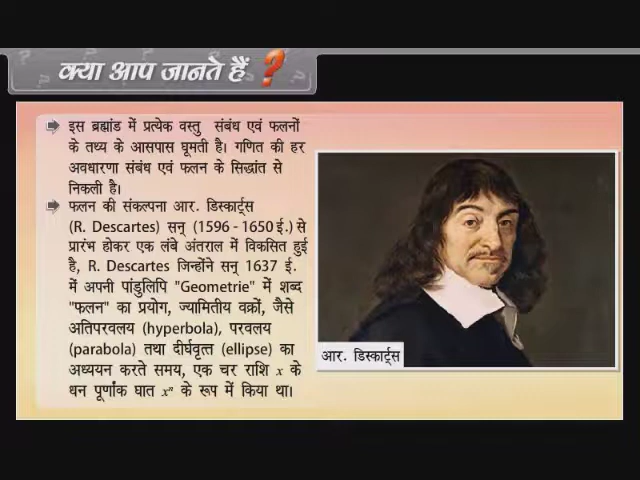 क्या आप जानते हैं ?
इस ब्रह्मांड में प्रत्येक वस्तु संबंध एवं फलनों
के तथ्य के आसपास घूमती है। गणित की हर
अवधारणा संबंध एवं फलन के सिद्धांत से
निकली है।
फलन की संकल्पना आर. डिस्कार्ट्स
(R. Descartes) सन् (1596 - 1650 ई.) से
प्रारंभ होकर एक लंबे अंतराल में विकसित हुई
है, R. Descartes जिन्होंने सन् 1637 ई.
में अपनी पांडुलिपि "Geometrie" में शब्द
"फलन" का प्रयोग, ज्यामितीय वक्रों, जैसे
अतिपरवलय (hyperbola), परवलय
(parabola) तथा दीर्घवृत्त (ellipse) का
अध्ययन करते समय, एक चर राशि x के
धन पूर्णांक घात xⁿ के रूप में किया था।
आर. डिस्कार्ट्स